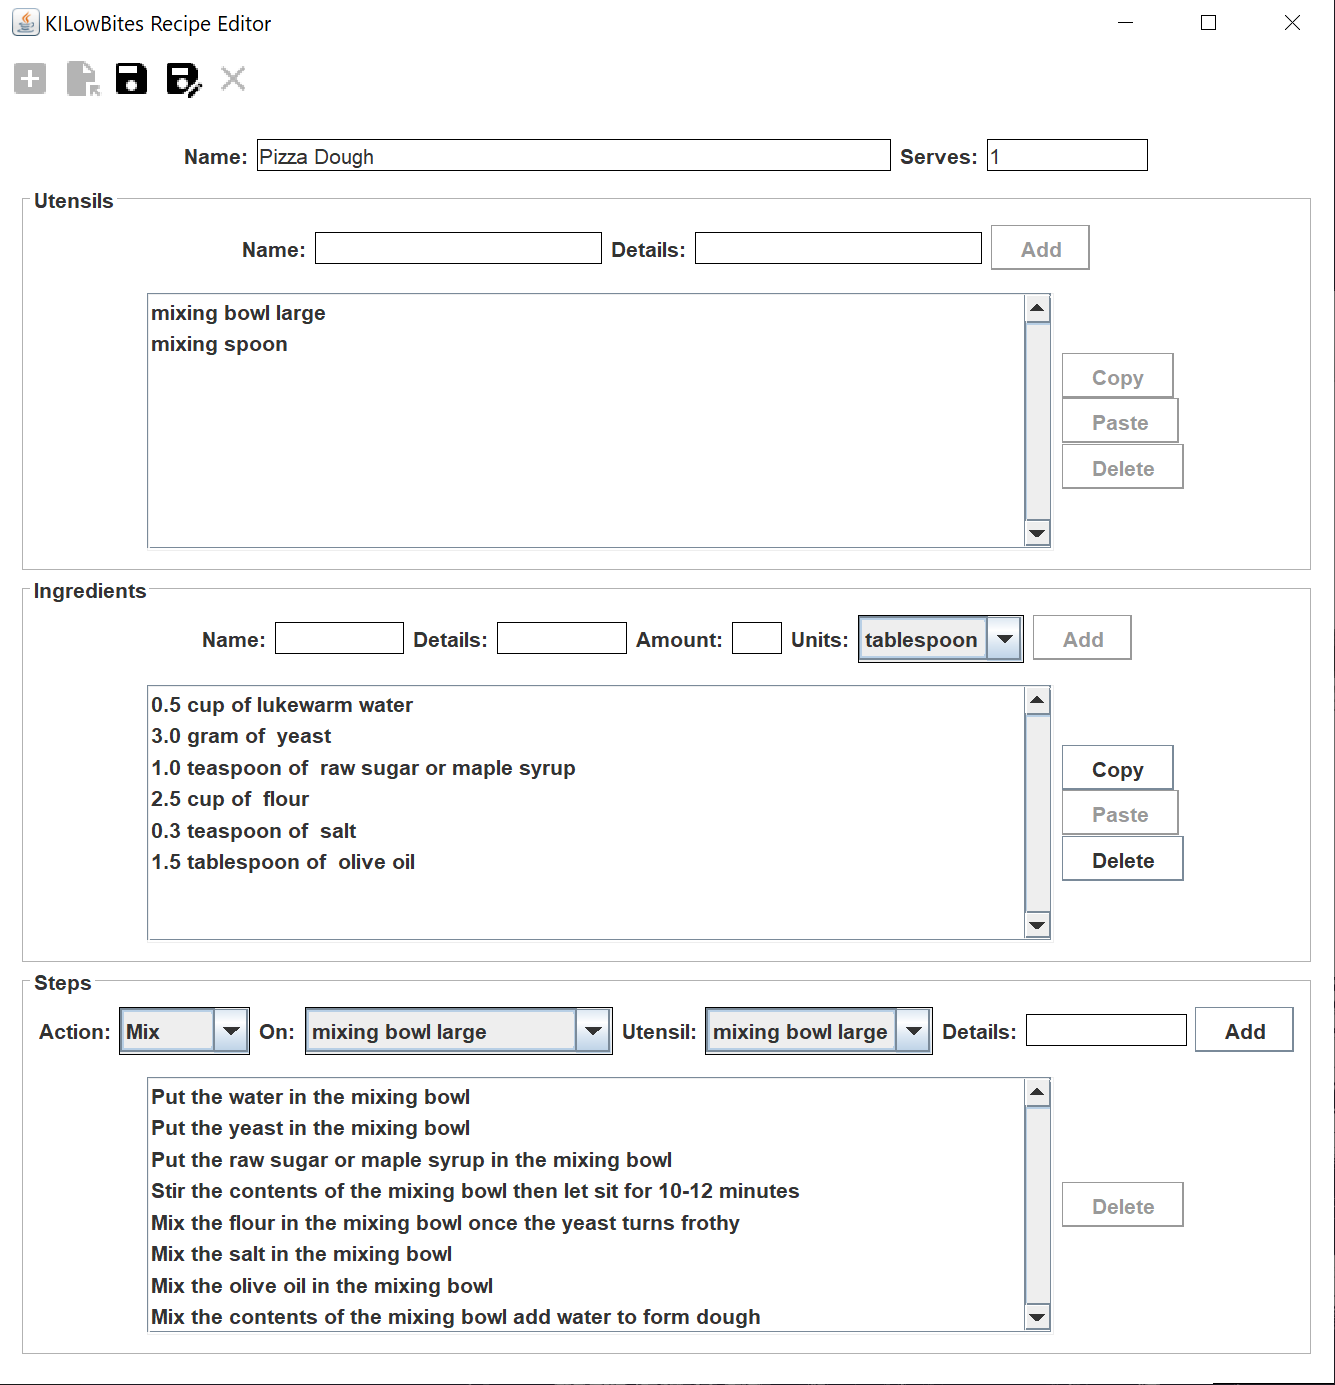 KILowBites Recipe Editor
Name: Pizza Dough Serves: 1
Utensils
Name: Details: Add
mixing bowl large
mixing spoon
Copy
Paste
Delete
Ingredients
Name: Details: Amount: Units: tablespoon Add
0.5 cup of lukewarm water
3.0 gram of  yeast
1.0 teaspoon of  raw sugar or maple syrup
2.5 cup of  flour
0.3 teaspoon of  salt
1.5 tablespoon of  olive oil
Copy
Paste
Delete
Steps
Action: Mix On: mixing bowl large Utensil: mixing bowl large Details: Add
Put the water in the mixing bowl
Put the yeast in the mixing bowl
Put the raw sugar or maple syrup in the mixing bowl
Stir the contents of the mixing bowl then let sit for 10-12 minutes
Mix the flour in the mixing bowl once the yeast turns frothy
Mix the salt in the mixing bowl
Mix the olive oil in the mixing bowl
Mix the contents of the mixing bowl add water to form dough
Delete